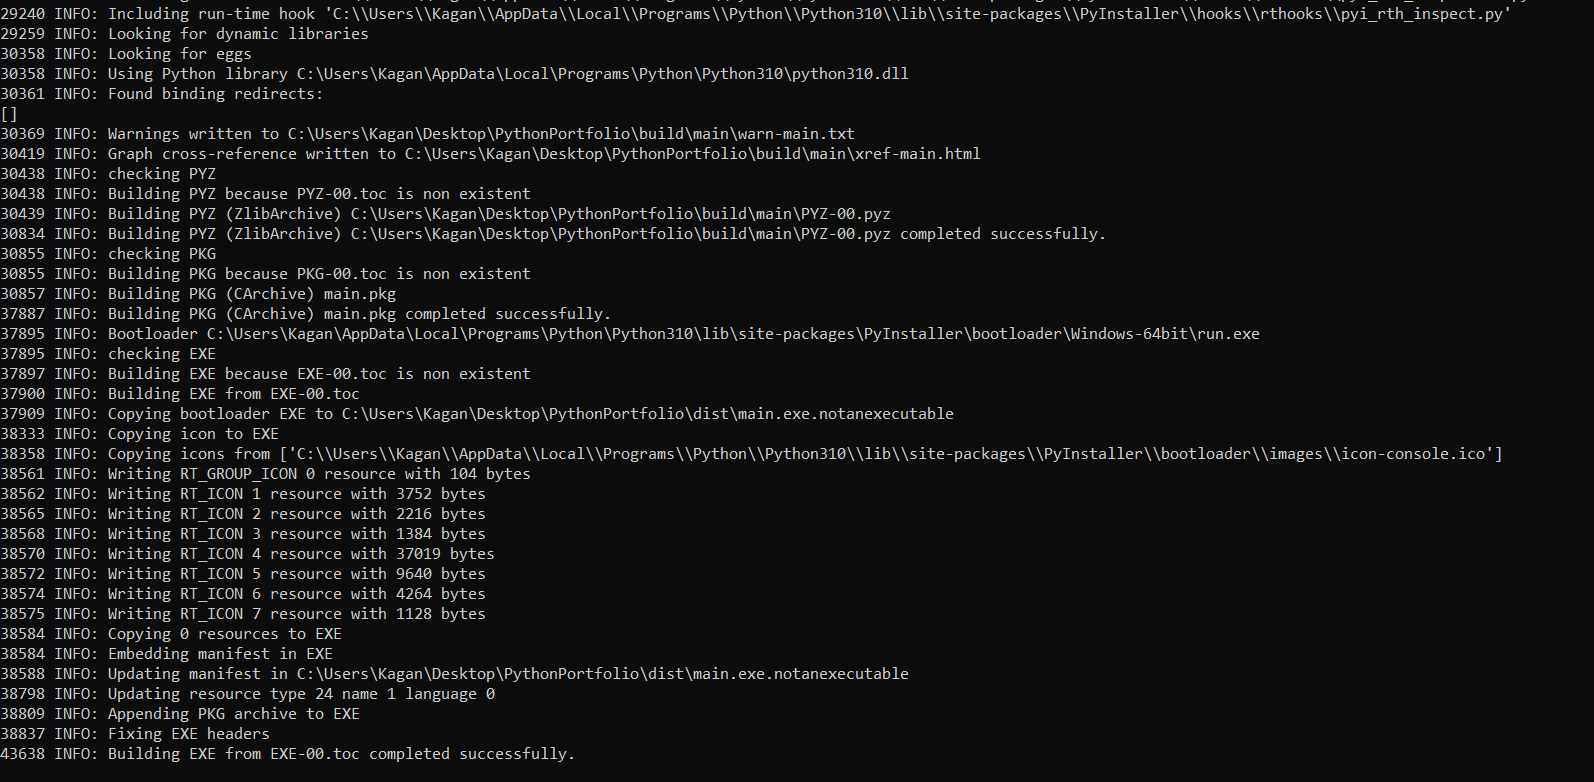 29240 INFO: Including run-time hook 'C:\\Users\\Kagan\\AppData\\Local\\Programs\\Python\\Python310\\lib\\site-packages\\PyInstaller\\hooks\\rthooks\\pyi_rth_inspect.py'
29259 INFO: Looking for dynamic libraries
30358 INFO: Looking for eggs
30358 INFO: Using Python library C:\Users\Kagan\AppData\Local\Programs\Python\Python310\python310.dll
30361 INFO: Found binding redirects:
[]
30369 INFO: Warnings written to C:\Users\Kagan\Desktop\PythonPortfolio\build\main\warn-main.txt
30419 INFO: Graph cross-reference written to C:\Users\Kagan\Desktop\PythonPortfolio\build\main\xref-main.html
30438 INFO: checking PYZ
30438 INFO: Building PYZ because PYZ-00.toc is non existent
30439 INFO: Building PYZ (ZlibArchive) C:\Users\Kagan\Desktop\PythonPortfolio\build\main\PYZ-00.pyz
30834 INFO: Building PYZ (ZlibArchive) C:\Users\Kagan\Desktop\PythonPortfolio\build\main\PYZ-00.pyz completed successfully.
30855 INFO: checking PKG
30855 INFO: Building PKG because PKG-00.toc is non existent
30857 INFO: Building PKG (CArchive) main.pkg
37887 INFO: Building PKG (CArchive) main.pkg completed successfully.
37895 INFO: Bootloader C:\Users\Kagan\AppData\Local\Programs\Python\Python310\lib\site-packages\PyInstaller\bootloader\Windows-64bit\run.exe
37895 INFO: checking EXE
37897 INFO: Building EXE because EXE-00.toc is non existent
37900 INFO: Building EXE from EXE-00.toc
37909 INFO: Copying bootloader EXE to C:\Users\Kagan\Desktop\PythonPortfolio\dist\main.exe.notanexecutable
38333 INFO: Copying icon to EXE
38358 INFO: Copying icons from ['C:\\Users\\Kagan\\AppData\\Local\\Programs\\Python\\Python310\\lib\\site-packages\\PyInstaller\\bootloader\\images\\icon-console.ico']
38561 INFO: Writing RT_GROUP_ICON 0 resource with 104 bytes
38562 INFO: Writing RT_ICON 1 resource with 3752 bytes
38565 INFO: Writing RT_ICON 2 resource with 2216 bytes
38568 INFO: Writing RT_ICON 3 resource with 1384 bytes
38570 INFO: Writing RT_ICON 4 resource with 37019 bytes
38572 INFO: Writing RT_ICON 5 resource with 9640 bytes
38574 INFO: Writing RT_ICON 6 resource with 4264 bytes
38575 INFO: Writing RT_ICON 7 resource with 1128 bytes
38584 INFO: Copying 0 resources to EXE
38584 INFO: Embedding manifest in EXE
38588 INFO: Updating manifest in C:\Users\Kagan\Desktop\PythonPortfolio\dist\main.exe.notanexecutable
38798 INFO: Updating resource type 24 name 1 language 0
38809 INFO: Appending PKG archive to EXE
38837 INFO: Fixing EXE headers
43638 INFO: Building EXE from EXE-00.toc completed successfully.